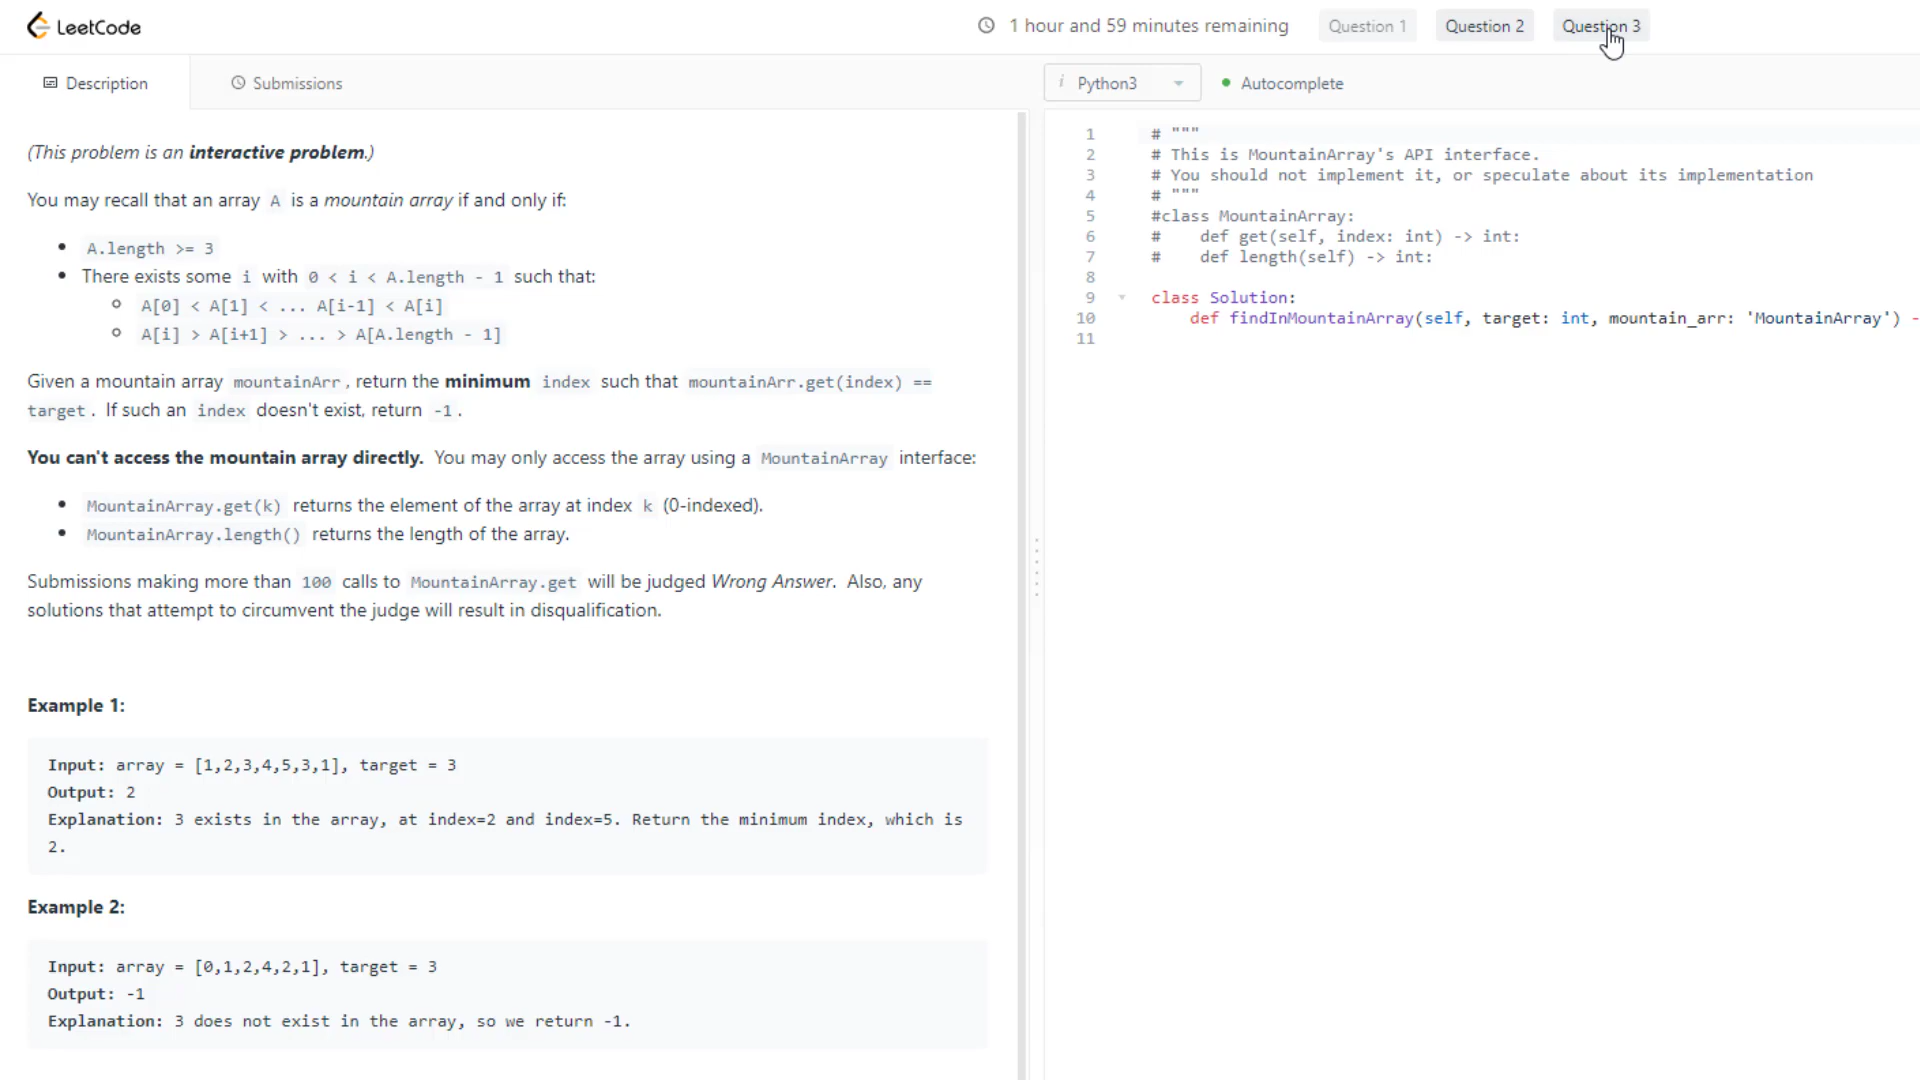 LeetCode
1 hour and 59 minutes remaining
Question 1
Question 2
Question 3
Description
Submissions
i Python3
Autocomplete
(This problem is an interactive problem.)
You may recall that an array A is a mountain array if and only if:
A.length >= 3
There exists some i with 0 < i < A.length - 1 such that:
A[0] < A[1] < ... A[i-1] < A[i]
A[i] > A[i+1] > ... > A[A.length - 1]
Given a mountain array mountainArr, return the minimum index such that mountainArr.get(index) ==
target. If such an index doesn't exist, return -1.
You can't access the mountain array directly. You may only access the array using a MountainArray interface:
MountainArray.get(k) returns the element of the array at index k (0-indexed).
MountainArray.length() returns the length of the array.
Submissions making more than 100 calls to MountainArray.get will be judged Wrong Answer. Also, any
solutions that attempt to circumvent the judge will result in disqualification.
Example 1:
Input: array = [1,2,3,4,5,3,1], target = 3
Output: 2
Explanation: 3 exists in the array, at index=2 and index=5. Return the minimum index, which is
2.
Example 2:
Input: array = [0,1,2,4,2,1], target = 3
Output: -1
Explanation: 3 does not exist in the array, so we return -1.
1 # """
2 # This is MountainArray's API interface.
3 # You should not implement it, or speculate about its implementation
4 # """
5 #class MountainArray:
6 #    def get(self, index: int) -> int:
7 #    def length(self) -> int:
8
9 class Solution:
10     def findInMountainArray(self, target: int, mountain_arr: 'MountainArray') -
11